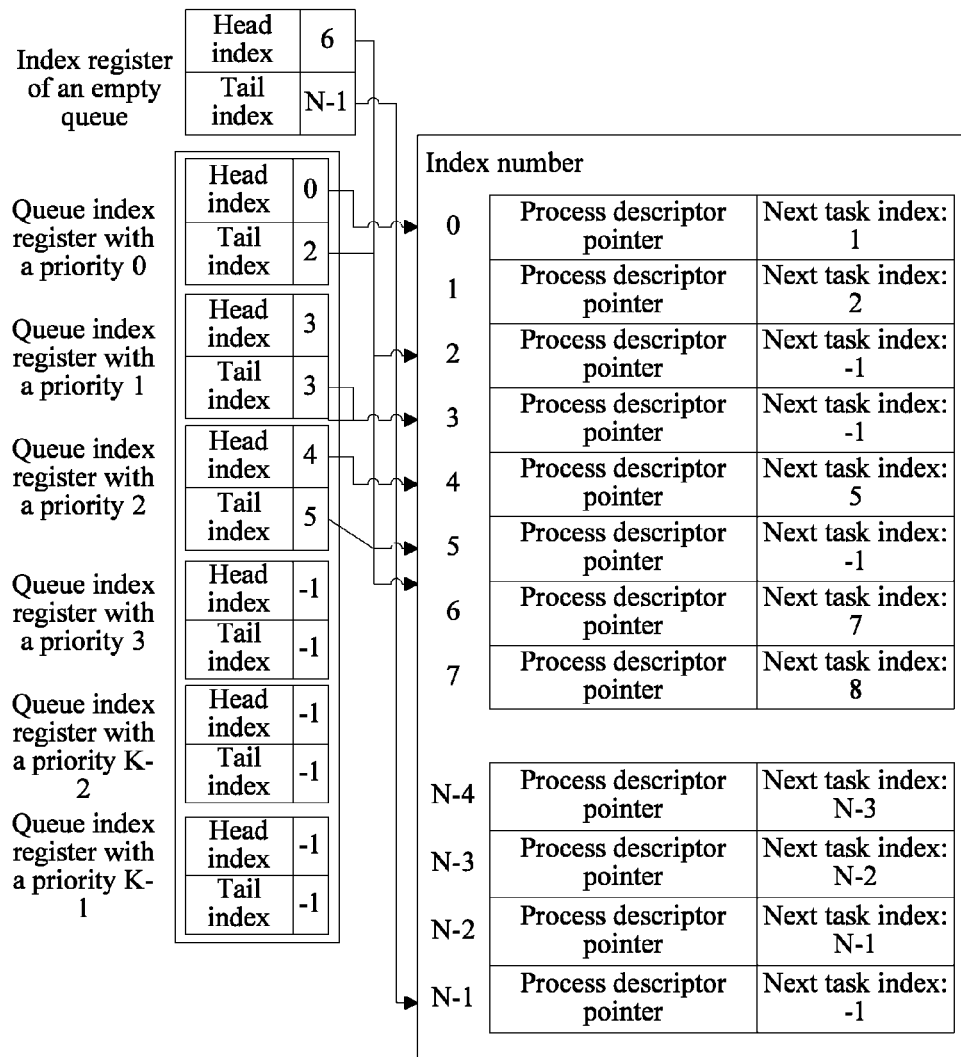 Index register
of an empty
queue
Head
index
6
Tail
index
N-1
Queue index
register with
a priority 0
Head
index
0
Tail
index
2
Queue index
register with
a priority 1
Head
index
3
Tail
index
3
Queue index
register with
a priority 2
Head
index
4
Tail
index
5
Queue index
register with
a priority 3
Head
index
-1
Tail
index
-1
Queue index
register with
a priority K-
2
Head
index
-1
Tail
index
-1
Queue index
register with
a priority K-
1
Head
index
-1
Tail
index
-1
Index number
0
Process descriptor
pointer
Next task index:
1
1
Process descriptor
pointer
Next task index:
2
2
Process descriptor
pointer
Next task index:
-1
3
Process descriptor
pointer
Next task index:
-1
4
Process descriptor
pointer
Next task index:
5
5
Process descriptor
pointer
Next task index:
-1
6
Process descriptor
pointer
Next task index:
7
7
Process descriptor
pointer
Next task index:
8
N-4
Process descriptor
pointer
Next task index:
N-3
N-3
Process descriptor
pointer
Next task index:
N-2
N-2
Process descriptor
pointer
Next task index:
N-1
N-1
Process descriptor
pointer
Next task index:
-1